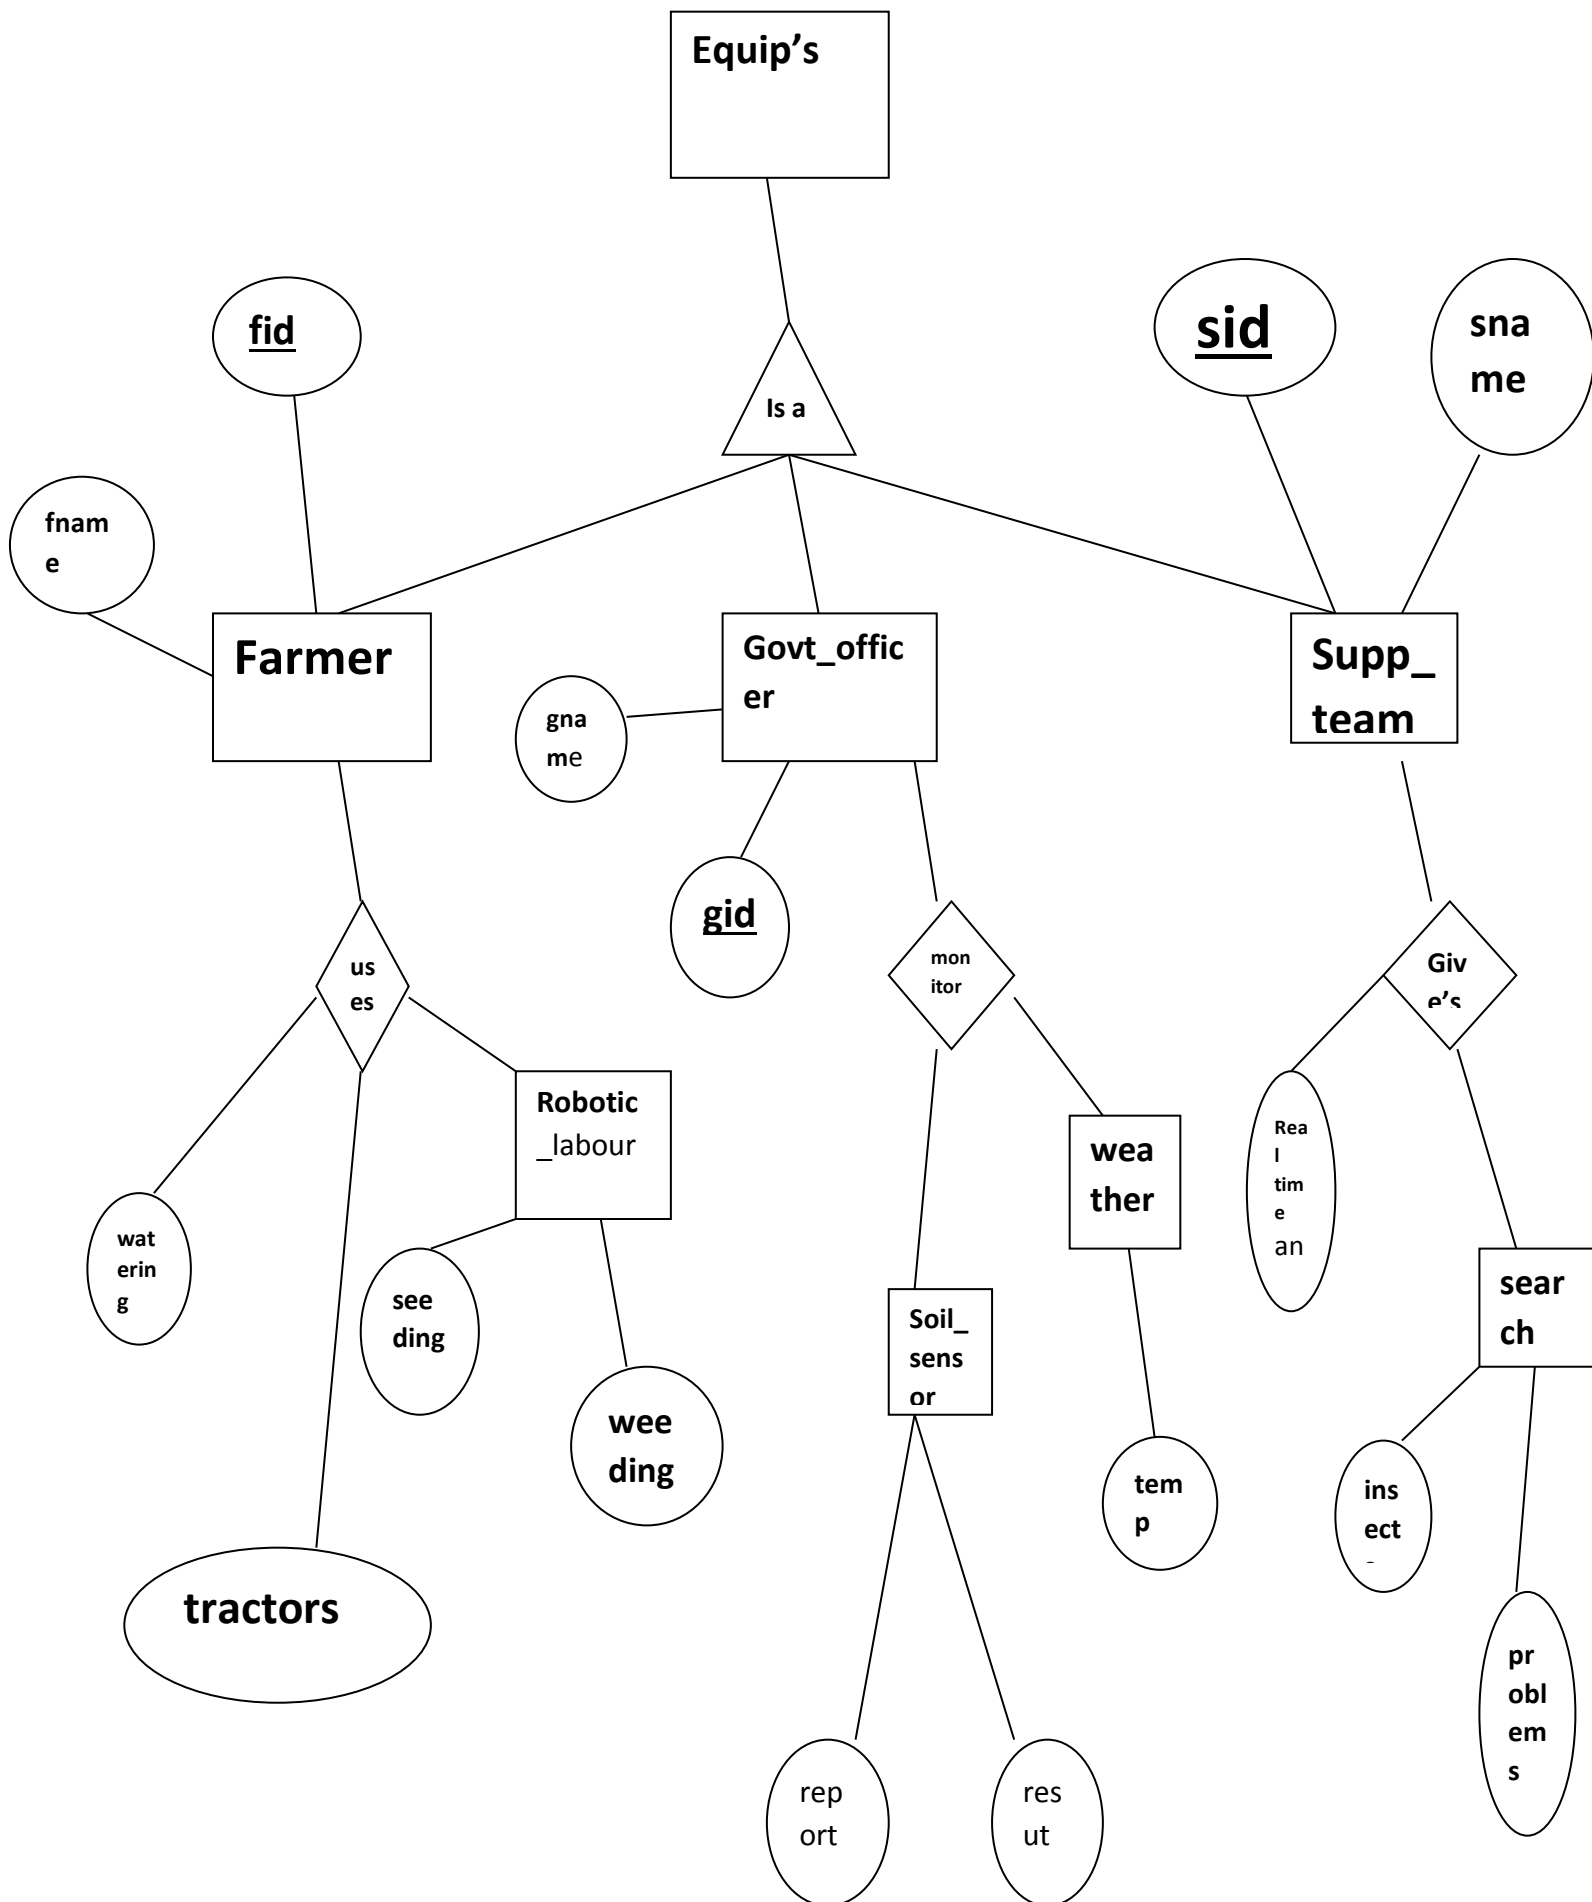 Equip's
fid
sid
sna
me
Is a
fnam
e
Farmer
Govt_offic
er
Supp_
team
gna
me
gid
us
es
mon
itor
Giv
e's
Robotic
_labour
wea
ther
Rea
l
tim
e
an
wat
erin
g
see
ding
Soil_
sens
or
sear
ch
wee
ding
tem
p
ins
ect
tractors
pr
obl
em
s
rep
ort
res
ut